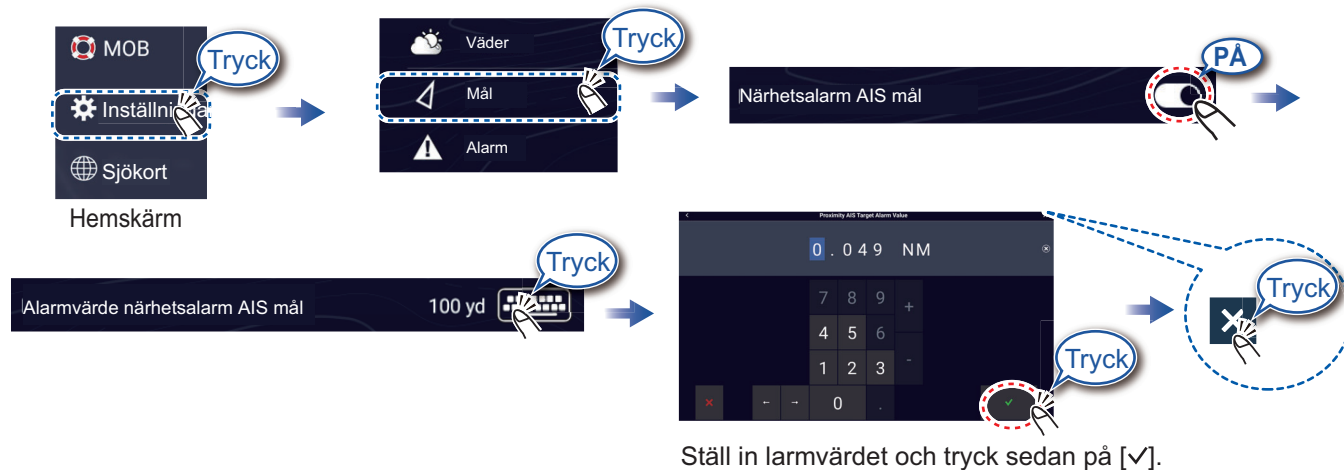 MOB
Tryck
Inställni
Sjökort
Hemskärm
Väder
Tryck
Mål
Alarm
PÅ
Närhetsalarm AIS mål
Tryck
Alarmvärde närhetsalarm AIS mål 100 yd
Proximity AIS Target Alarm Value
0.049 NM
7 8 9 +
4 5 6
1 2 3 -
← → 0 .
Tryck
Tryck
Ställ in larmvärdet och tryck sedan på [✓].